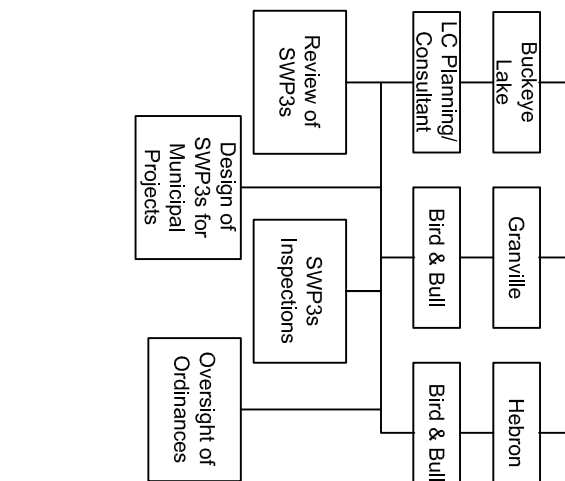 Buckeye
Lake
Granville
Hebron
LC Planning/
Consultant
Bird & Bull
Bird & Bull
Review of
SWP3s
SWP3s
Inspections
Design of
SWP3s for
Municipal
Projects
Oversight of
Ordinances